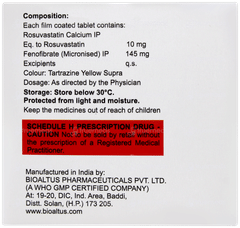 Composition:
Each film coated tablet contains:
Rosuvastatin Calcium IP
Eq. to Rosuvastatin 10 mg
Fenofibrate (Micronised) IP 145 mg
Excipients q.s.
Colour: Tartrazine Yellow Supra
Dosage: As directed by the Physician
Storage: Store below 30°C.
Protected from light and moisture.
Keep the medicines out of reach of children
SCHEDULE H PRESCRIPTION DRUG -
CAUTION Not to be sold by retail without
the prescription of a Registered Medical
Practitioner.
Manufactured in India by:
BIOALTUS PHARMACEUTICALS PVT. LTD.
(A WHO GMP CERTIFIED COMPANY)
At: 19-20, DIC, Ind. Area, Baddi,
Distt. Solan, (H.P.) 173 205.
www.bioaltus.com